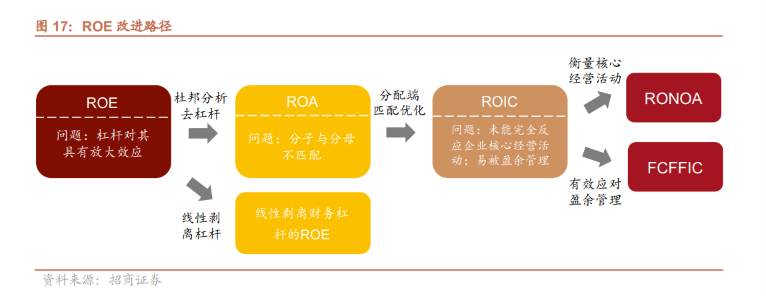 图 17：ROE 改进路径
ROE
问题：杠杆对其
具有放大效应
杜邦分析
去杠杆
线性剥
离杠杆
ROA
问题：分子与分母
不匹配
线性剥离财务杠
杆的ROE
分配端
匹配优化
ROIC
问题：未能完全反
应企业核心经营活
动；易被盈余管理
衡量核心
经营活动
有效应对
盈余管理
RONOA
FCFFIC
资料来源：招商证券